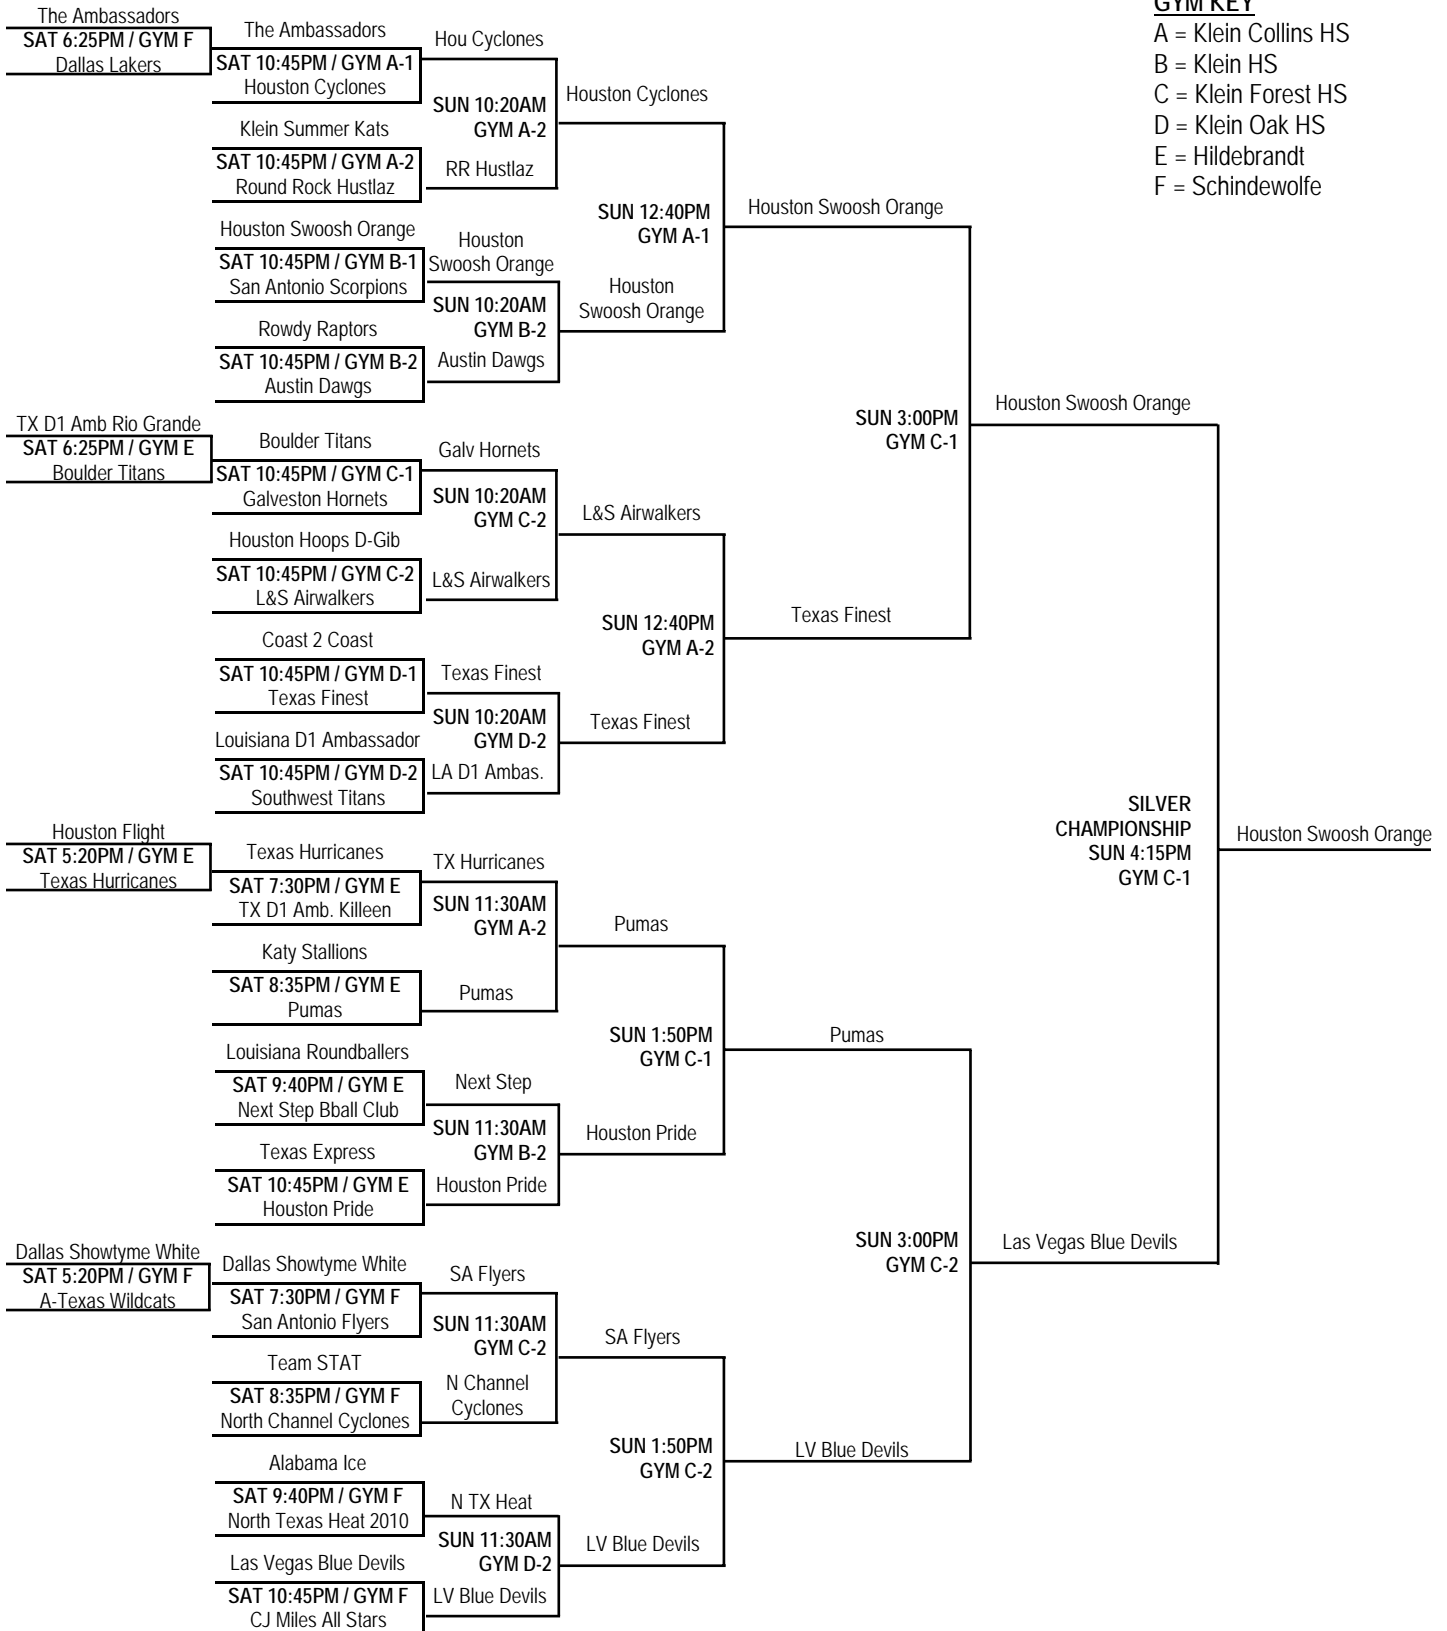 GYM KEY
A = Klein Collins HS
B = Klein HS
C = Klein Forest HS
D = Klein Oak HS
E = Hildebrandt
F = Schindewolfe
The Ambassadors
SAT 6:25PM / GYM F
Dallas Lakers
TX D1 Amb Rio Grande
SAT 6:25PM / GYM E
Boulder Titans
Houston Flight
SAT 5:20PM / GYM E
Texas Hurricanes
Dallas Showtyme White
SAT 5:20PM / GYM F
A-Texas Wildcats
The Ambassadors
SAT 10:45PM / GYM A-1
Houston Cyclones
Klein Summer Kats
SAT 10:45PM / GYM A-2
Round Rock Hustlaz
Houston Swoosh Orange
SAT 10:45PM / GYM B-1
San Antonio Scorpions
Rowdy Raptors
SAT 10:45PM / GYM B-2
Austin Dawgs
Boulder Titans
SAT 10:45PM / GYM C-1
Galveston Hornets
Houston Hoops D-Gib
SAT 10:45PM / GYM C-2
L&S Airwalkers
Coast 2 Coast
SAT 10:45PM / GYM D-1
Texas Finest
Louisiana D1 Ambassador
SAT 10:45PM / GYM D-2
Southwest Titans
Texas Hurricanes
SAT 7:30PM / GYM E
TX D1 Amb. Killeen
Katy Stallions
SAT 8:35PM / GYM E
Pumas
Louisiana Roundballers
SAT 9:40PM / GYM E
Next Step Bball Club
Texas Express
SAT 10:45PM / GYM E
Houston Pride
Dallas Showtyme White
SAT 7:30PM / GYM F
San Antonio Flyers
Team STAT
SAT 8:35PM / GYM F
North Channel Cyclones
Alabama Ice
SAT 9:40PM / GYM F
North Texas Heat 2010
Las Vegas Blue Devils
SAT 10:45PM / GYM F
CJ Miles All Stars
Hou Cyclones
SUN 10:20AM
GYM A-2
RR Hustlaz
Houston
Swoosh Orange
SUN 10:20AM
GYM B-2
Austin Dawgs
Galv Hornets
SUN 10:20AM
GYM C-2
L&S Airwalkers
Texas Finest
SUN 10:20AM
GYM D-2
LA D1 Ambas.
TX Hurricanes
SUN 11:30AM
GYM A-2
Pumas
Next Step
SUN 11:30AM
GYM B-2
Houston Pride
SA Flyers
SUN 11:30AM
GYM C-2
N Channel
Cyclones
N TX Heat
SUN 11:30AM
GYM D-2
LV Blue Devils
Houston Cyclones
SUN 12:40PM
GYM A-1
Houston
Swoosh Orange
L&S Airwalkers
SUN 12:40PM
GYM A-2
Texas Finest
Pumas
SUN 1:50PM
GYM C-1
Houston Pride
SA Flyers
SUN 1:50PM
GYM C-2
LV Blue Devils
Houston Swoosh Orange
SUN 3:00PM
GYM C-1
Texas Finest
Pumas
SUN 3:00PM
GYM C-2
LV Blue Devils
Houston Swoosh Orange
SILVER
CHAMPIONSHIP
SUN 4:15PM
GYM C-1
Las Vegas Blue Devils
Houston Swoosh Orange